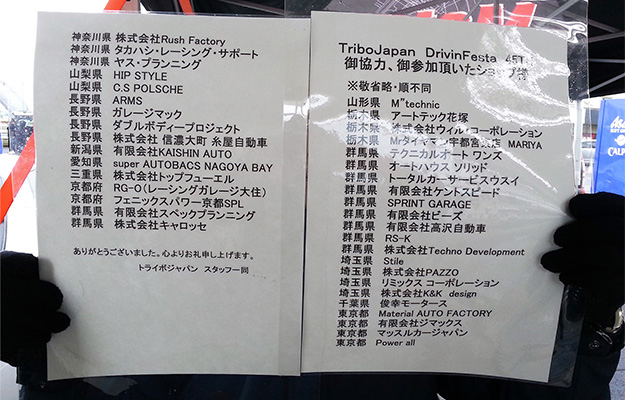 神奈川県 株式会社Rush Factory
神奈川県 タカハシ・レーシング・サポート
神奈川県 ヤス・プランニング
山梨県 HIP STYLE
山梨県 C.S POLSCHE
長野県 ARMS
長野県 ガレージマック
長野県 ダブルボディープロジェクト
長野県 株式会社 信濃大町 糸屋自動車
新潟県 有限会社KAISHIN AUTO
愛知県 super AUTOBACS NAGOYA BAY
三重県 株式会社トップフューエル
京都府 RG-O(レーシングガレージ大住)
京都府 フェニックスパワー京都SPL
群馬県 有限会社スペックプランニング
群馬県 株式会社キャロッセ
ありがとうございました。心よりお礼申し上げます。
トライボジャパン スタッフ一同
TriboJapan DrivinFesta
御協力、御参加頂いたショップ様
※敬省略・順不同
山形県 M"technic
栃木県 アートテック花塚
栃木県 株式会社ウィル・コーポレーション
栃木県 Mrタイヤマン宇都宮 MARIYA
群馬県 テクニカルオート ワンズ
群馬県 オートハウス ソリッド
群馬県 トータルカーサービスウスイ
群馬県 有限会社ケントスピード
群馬県 SPRINT GARAGE
群馬県 有限会社ビーズ
群馬県 有限会社高沢自動車
群馬県 RS-K
群馬県 株式会社Techno Development
埼玉県 Stile
埼玉県 株式会社PAZZO
埼玉県 リミックス コーポレーション
埼玉県 株式会社K&K design
千葉県 俊幸モータース
東京都 Material AUTO FACTORY
東京都 有限会社ジマックス
東京都 マッスルカージャパン
東京都 Power all